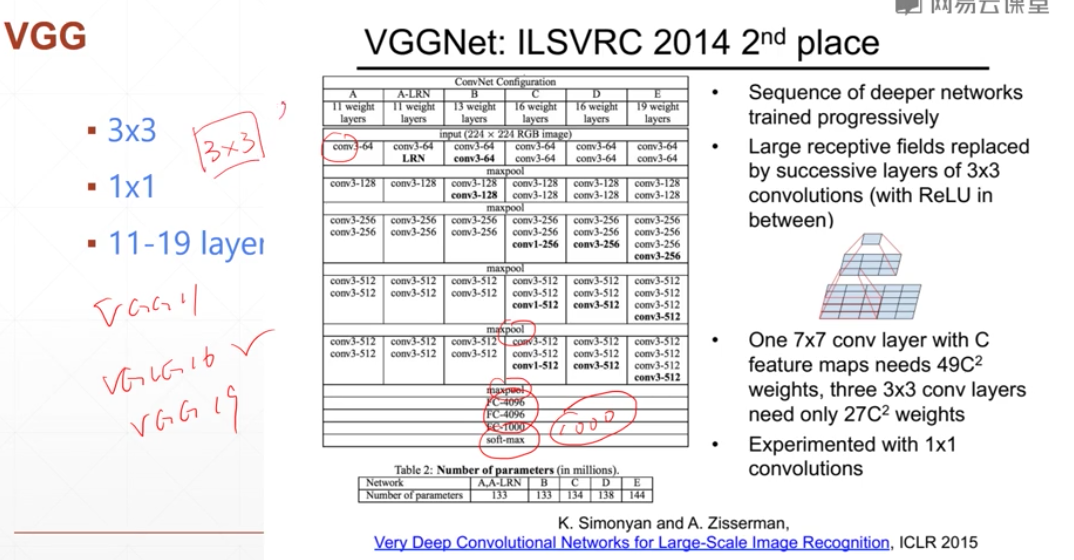 网易云课堂
VGG
3x3
1x1
11-19 layer
3x3
VGG 11
VGG16
VGG 19
VGGNet: ILSVRC 2014 2nd place
ConvNet Configuration
A A-LRN B C D E
11 weight layers 11 weight layers 13 weight layers 16 weight layers 16 weight layers 19 weight layers
input (224 × 224 RGB image)
conv3-64 conv3-64 conv3-64 conv3-64 conv3-64 conv3-64
LRN conv3-64 conv3-64 conv3-64 conv3-64
maxpool
conv3-128 conv3-128 conv3-128 conv3-128 conv3-128 conv3-128
conv3-128 conv3-128 conv3-128 conv3-128
maxpool
conv3-256 conv3-256 conv3-256 conv3-256 conv3-256 conv3-256
conv3-256 conv3-256 conv3-256 conv3-256 conv3-256 conv3-256
conv1-256 conv3-256 conv3-256
conv3-256
maxpool
conv3-512 conv3-512 conv3-512 conv3-512 conv3-512 conv3-512
conv3-512 conv3-512 conv3-512 conv3-512 conv3-512 conv3-512
conv1-512 conv3-512 conv3-512
conv3-512
maxpool
conv3-512 conv3-512 conv3-512 conv3-512 conv3-512 conv3-512
conv3-512 conv3-512 conv3-512 conv3-512 conv3-512 conv3-512
conv1-512 conv3-512 conv3-512
conv3-512
maxpool
FC-4096
FC-4096
FC-1000
1000
soft-max
Table 2: Number of parameters (in millions).
Network A,A-LRN B C D E
Number of parameters 133 133 134 138 144
• Sequence of deeper networks
trained progressively
• Large receptive fields replaced
by successive layers of 3x3
convolutions (with ReLU in
between)
• One 7x7 conv layer with C
feature maps needs 49C²
weights, three 3x3 conv layers
need only 27C² weights
• Experimented with 1x1
convolutions
K. Simonyan and A. Zisserman,
Very Deep Convolutional Networks for Large-Scale Image Recognition, ICLR 2015